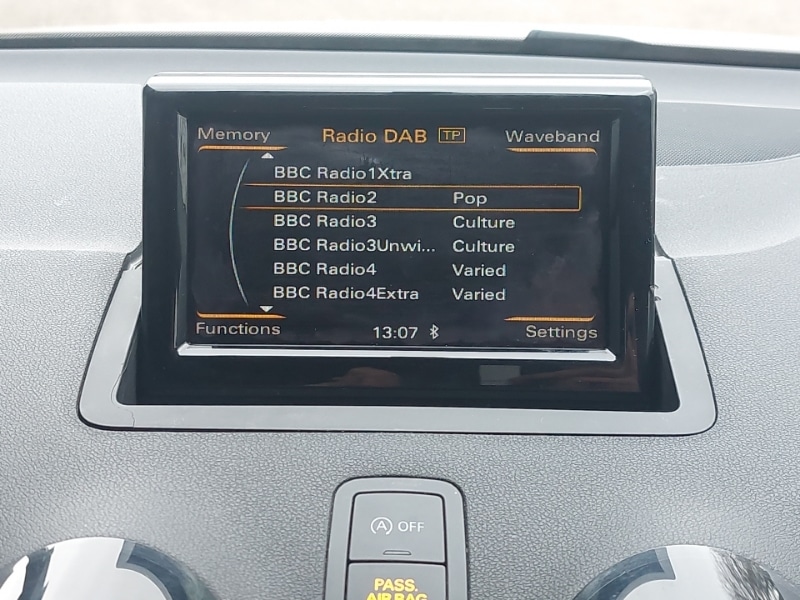 Memory Radio DAB TP Waveband
BBC Radio1Xtra
BBC Radio2 Pop
BBC Radio3 Culture
BBC Radio3Unwi... Culture
BBC Radio4 Varied
BBC Radio4Extra Varied
Functions 13:07 Settings
A OFF
PASS.
AIR BAG